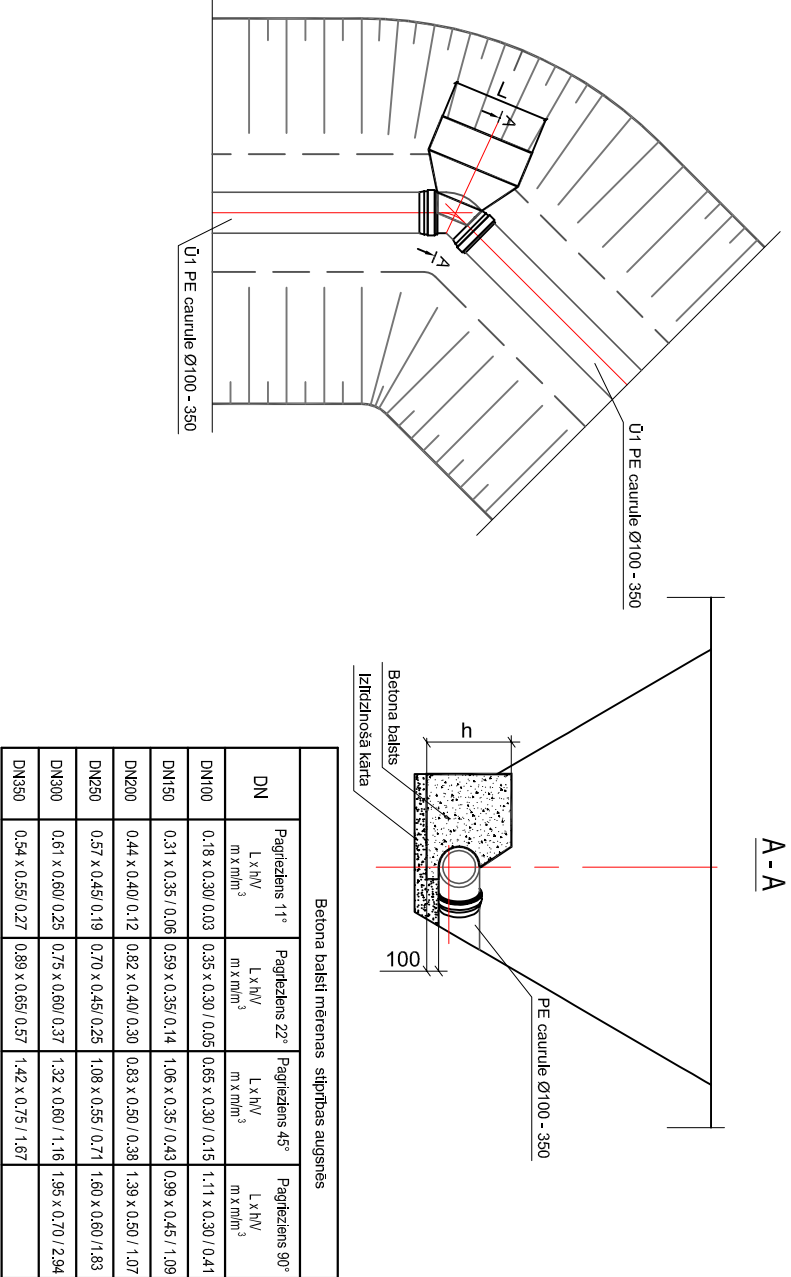 L
A
A
Ū1 PE caurule Ø100 - 350
Ū1 PE caurule Ø100 - 350
A - A
h
Betona balsts
Izlīdzinošā kārta
100
PE caurule Ø100 - 350
Betona balsti mērenas stiprības augsnēs
DN Pagrieziens 11° Pagrieziens 22° Pagrieziens 45° Pagrieziens 90°
L x h/V L x h/V L x h/V L x h/V
m x m/m³ m x m/m³ m x m/m³ m x m/m³
DN100 0.18 x 0.30/ 0.03 0.35 x 0.30 / 0.05 0.65 x 0.30 / 0.15 1.11 x 0.30 / 0.41
DN150 0.31 x 0.35 / 0.06 0.59 x 0.35/ 0.14 1.06 x 0.35 / 0.43 0.99 x 0.45 / 1.09
DN200 0.44 x 0.40/ 0.12 0.82 x 0.40/ 0.30 0.83 x 0.50 / 0.38 1.39 x 0.50 / 1.07
DN250 0.57 x 0.45/ 0.19 0.70 x 0.45/ 0.25 1.08 x 0.55 / 0.71 1.60 x 0.60 /1.83
DN300 0.61 x 0.60/ 0.25 0.75 x 0.60/ 0.37 1.32 x 0.60 / 1.16 1.95 x 0.70 / 2.94
DN350 0.54 x 0.55/ 0.27 0.89 x 0.65/ 0.57 1.42 x 0.75 / 1.67